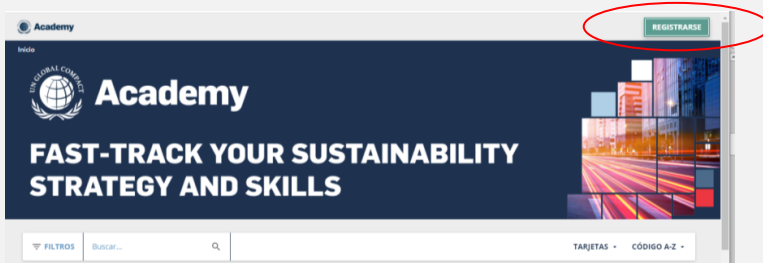 Academy
REGISTRARSE
Inicio
UN GLOBAL COMPACT
Academy
FAST-TRACK YOUR SUSTAINABILITY
STRATEGY AND SKILLS
FILTROS Buscar... TARJETAS CÓDIGO A-Z